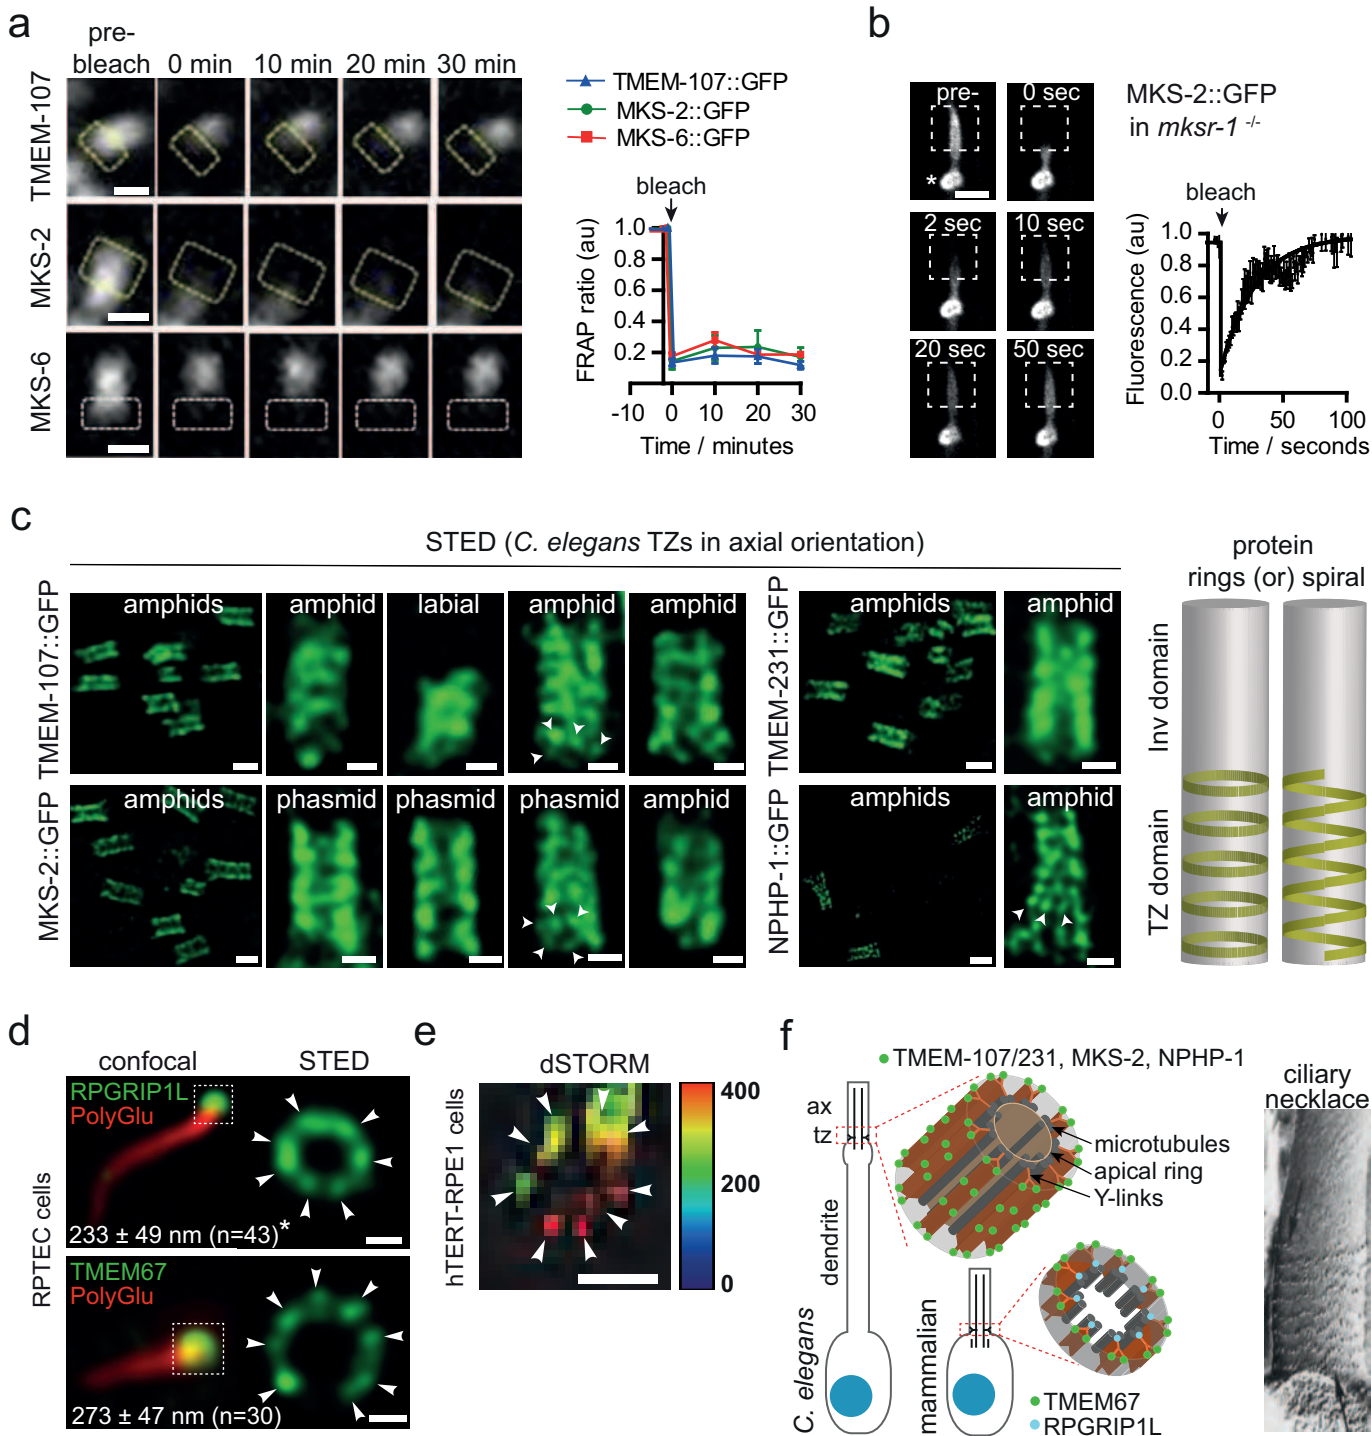 a
pre-
bleach 0 min 10 min 20 min 30 min
TMEM-107
MKS-2
MKS-6
TMEM-107::GFP
MKS-2::GFP
MKS-6::GFP
bleach
FRAP ratio (au)
1.0
0.8
0.6
0.4
0.2
-10 0 10 20 30
Time / minutes
b
pre- 0 sec
*
2 sec 10 sec
20 sec 50 sec
MKS-2::GFP
in mksr-1 -/-
bleach
Fluorescence (au)
1.0
0.8
0.6
0.4
0.2
0.0
0 50 100
Time / seconds
c
STED (C. elegans TZs in axial orientation)
TMEM-107::GFP
amphids amphid labial amphid amphid
TMEM-231::GFP
amphids amphid
MKS-2::GFP
amphids phasmid phasmid phasmid amphid
NPHP-1::GFP
amphids amphid
protein
rings (or) spiral
Inv domain
TZ domain
d
confocal STED
RPTEC cells
RPGRIP1L
PolyGlu
233 ± 49 nm (n=43)*
TMEM67
PolyGlu
273 ± 47 nm (n=30)
e
dSTORM
hTERT-RPE1 cells
400
200
0
f
TMEM-107/231, MKS-2, NPHP-1
ax
tz
dendrite
C. elegans
microtubules
apical ring
Y-links
mammalian
TMEM67
RPGRIP1L
ciliary
necklace